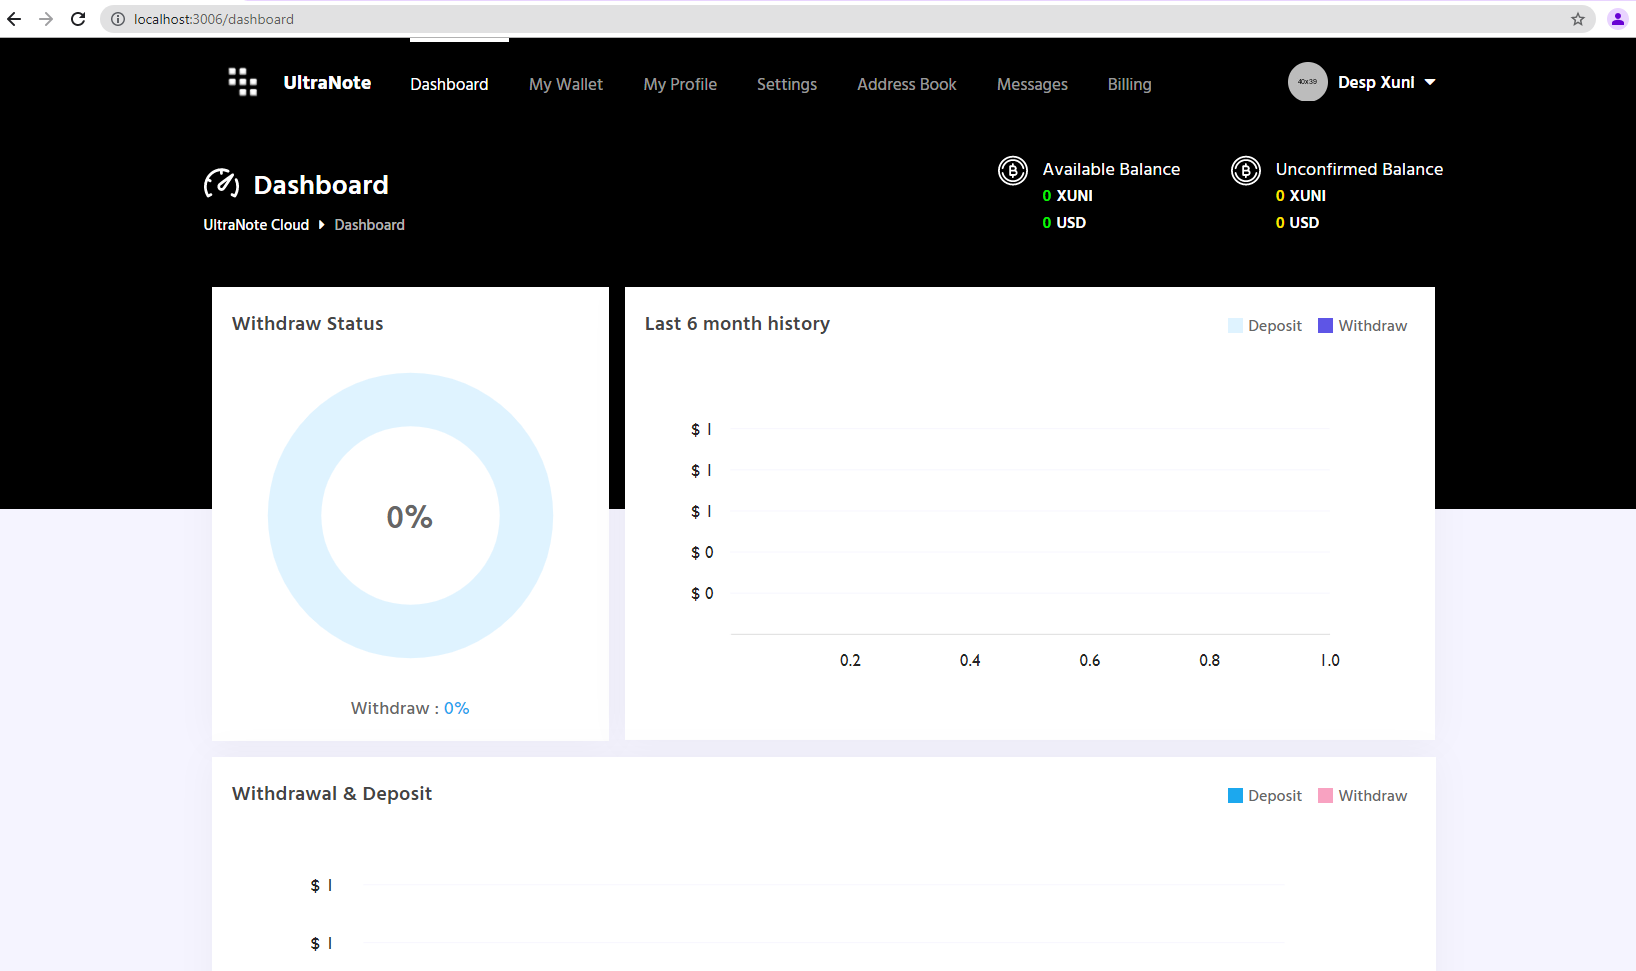 localhost:3006/dashboard
UltraNote Dashboard My Wallet My Profile Settings Address Book Messages Billing 40x39 Desp Xunl
Dashboard
UltraNote Cloud Dashboard
Available Balance
0 XUNI
0 USD
Unconfirmed Balance
0 XUNI
0 USD
Withdraw Status
0%
Withdraw : 0%
Last 6 month history
Deposit Withdraw
$ 1
$ 1
$ 1
$ 0
$ 0
0.2 0.4 0.6 0.8 1.0
Withdrawal & Deposit
Deposit Withdraw
$ 1
$ 1